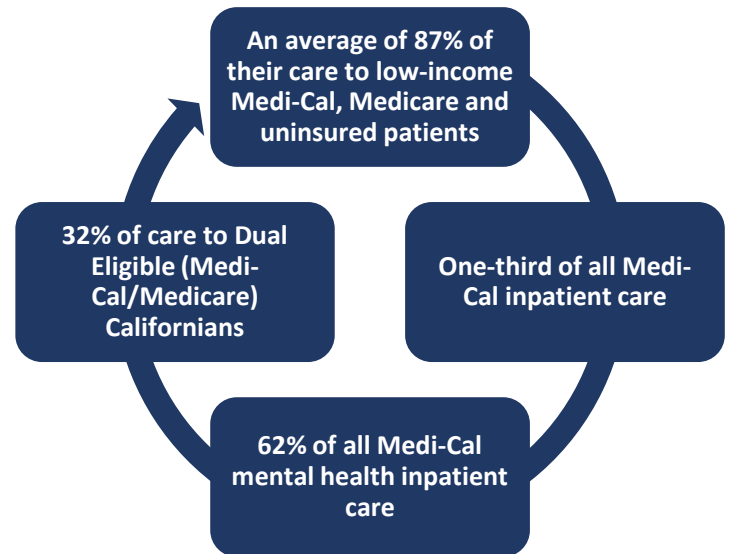 An average of 87% of
their care to low-income
Medi-Cal, Medicare and
uninsured patients
One-third of all Medi-
Cal inpatient care
62% of all Medi-Cal
mental health inpatient
care
32% of care to Dual
Eligible (Medi-
Cal/Medicare)
Californians